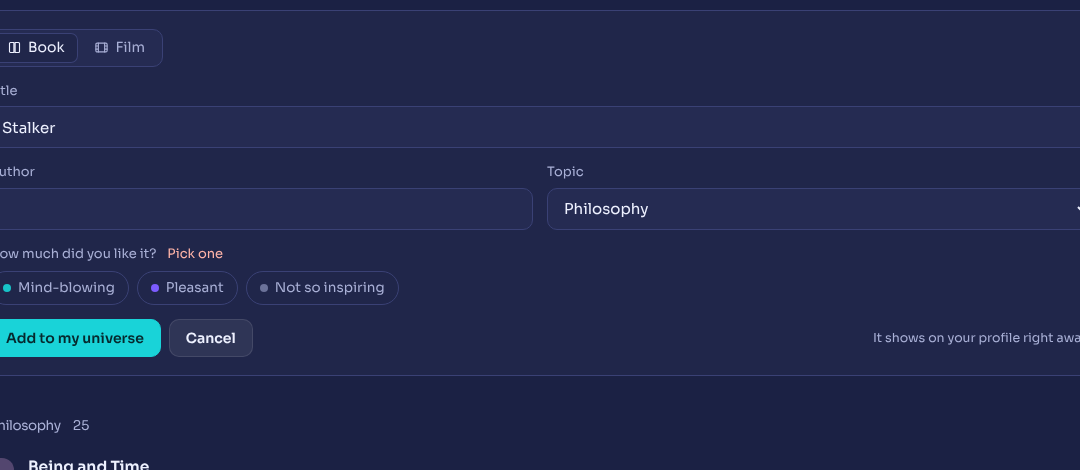 Book Film
tle
Stalker
uthor Topic
Philosophy
ow much did you like it? Pick one
Mind-blowing Pleasant Not so inspiring
Add to my universe Cancel It shows on your profile right awa
hilosophy 25
Being and Time